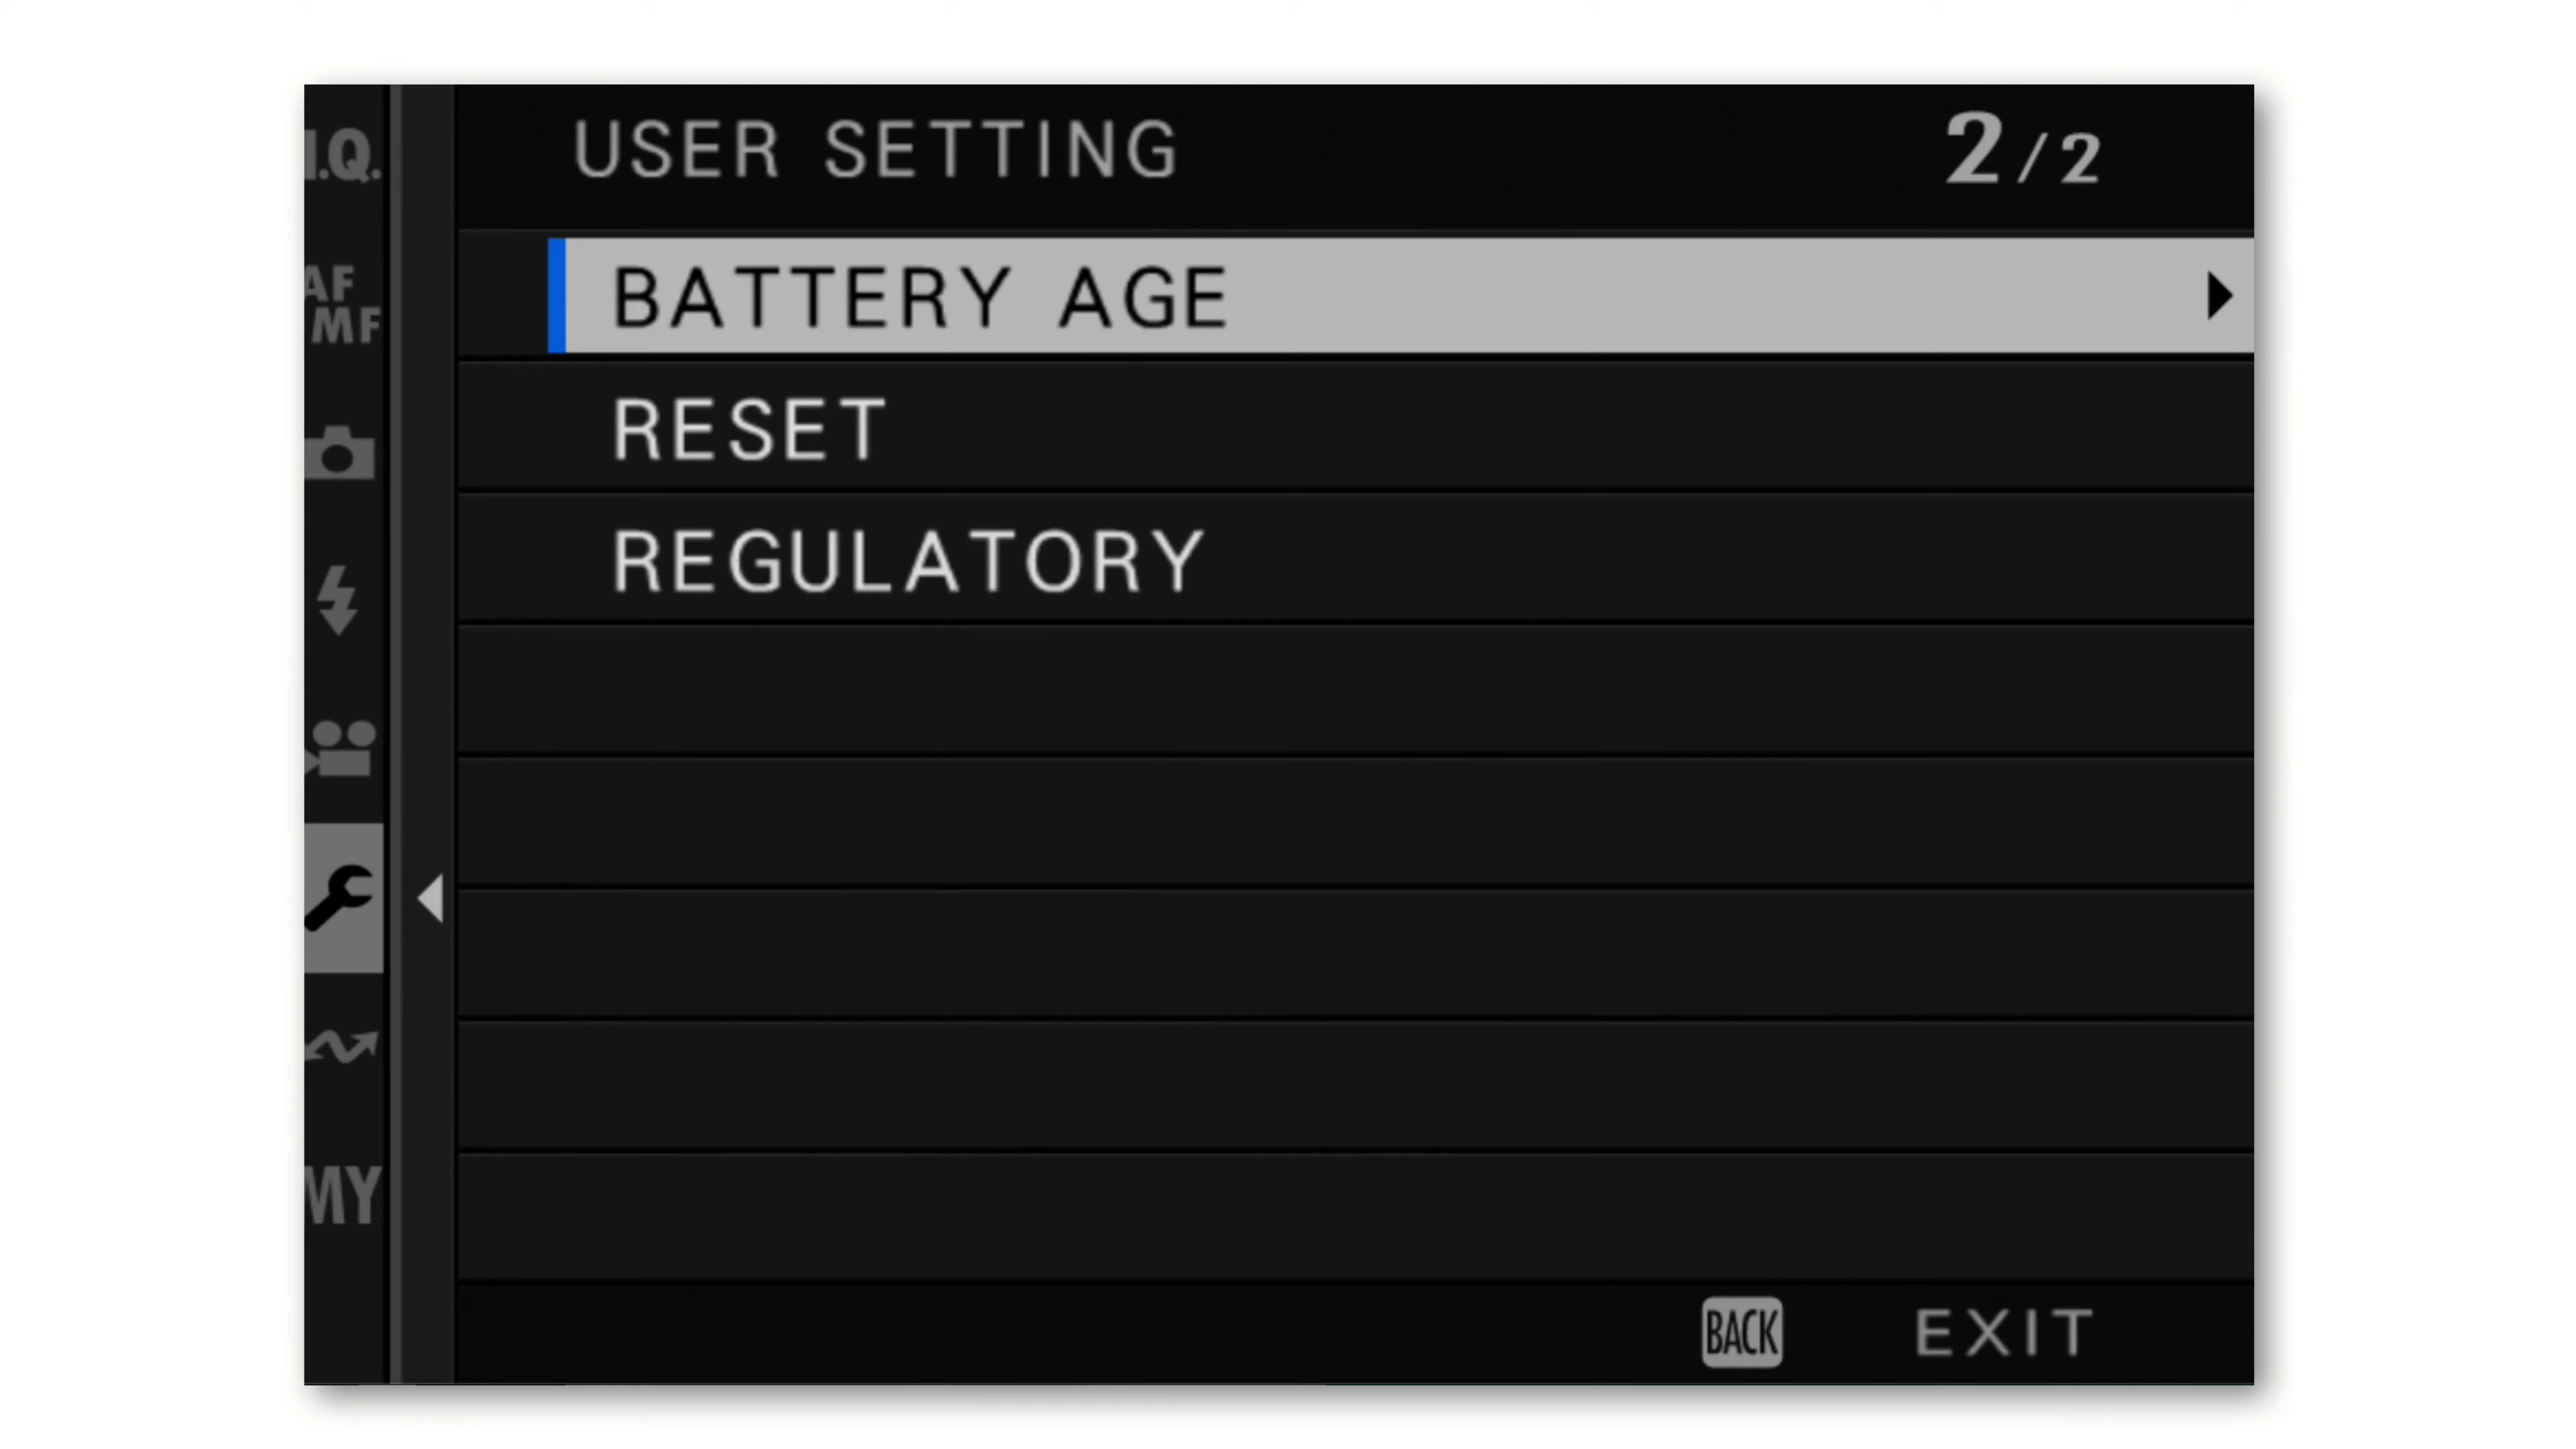 USER SETTING 2/2
I.Q.
BATTERY AGE
AF
MF
RESET
REGULATORY
MY
BACK EXIT